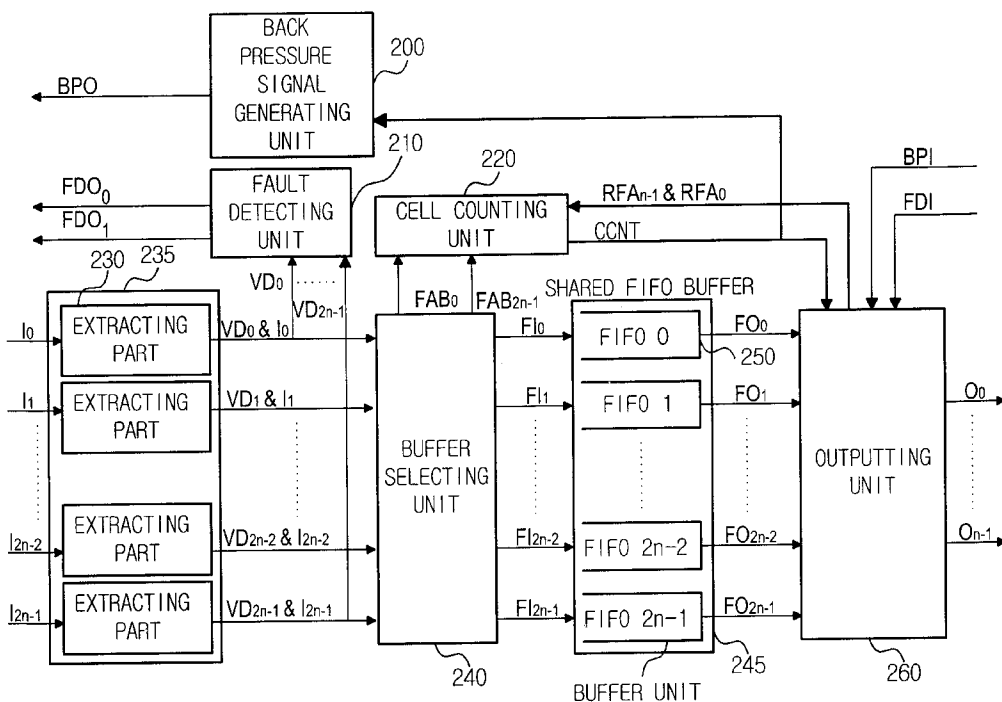 BACK
PRESSURE
SIGNAL
GENERATING
UNIT
200
BPO
210
FAULT
DETECTING
UNIT
FDO0
FDO1
220
CELL COUNTING
UNIT
RFAn-1 & RFA0
CCNT
BPI
FDI
230
235
VD0
VD2n-1
FAB0
FAB2n-1
SHARED FIFO BUFFER
I0
EXTRACTING
PART
VD0 & I0
FI0
FIFO 0
FO0
250
I1
EXTRACTING
PART
VD1 & I1
FI1
FIFO 1
FO1
O0
BUFFER
SELECTING
UNIT
OUTPUTTING
UNIT
I2n-2
EXTRACTING
PART
VD2n-2 & I2n-2
FI2n-2
FIFO 2n-2
FO2n-2
On-1
I2n-1
EXTRACTING
PART
VD2n-1 & I2n-1
FI2n-1
FIFO 2n-1
FO2n-1
240
245
260
BUFFER UNIT